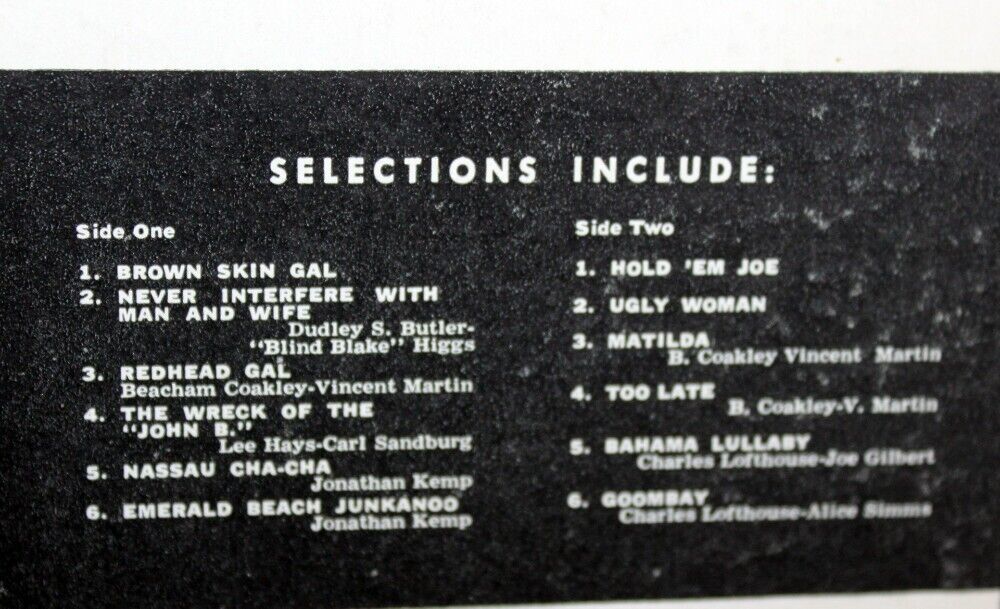 SELECTIONS INCLUDE:
Side One
1. BROWN SKIN GAL
2. NEVER INTERFERE WITH
MAN AND WIFE
Dudley S. Butler-
"Blind Blake" Higgs
3. REDHEAD GAL
Beacham Coakley-Vincent Martin
4. THE WRECK OF THE
"JOHN B."
Lee Hays-Carl Sandburg
5. NASSAU CHA-CHA
Jonathan Kemp
6. EMERALD BEACH JUNKANOO
Jonathan Kemp
Side Two
1. HOLD 'EM JOE
2. UGLY WOMAN
3. MATILDA
B. Coakley Vincent Martin
4. TOO LATE
B. Coakley-V. Martin
5. BAHAMA LULLABY
Charles Lofthouse-Joe Gilbert
6. GOOMBAY
Charles Lofthouse-Alice Simms